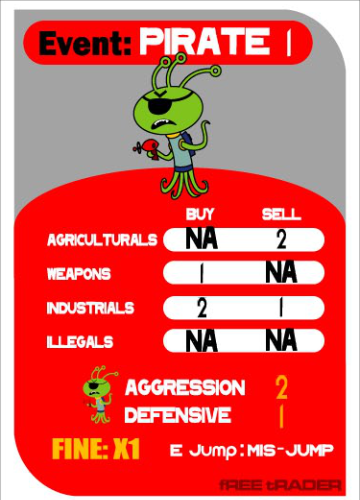 Event: PIRATE 1
BUY SELL
AGRICULTURALS NA 2
WEAPONS 1 NA
INDUSTRIALS 2 1
ILLEGALS NA NA
AGGRESSION 2
DEFENSIVE 1
FINE: X1 E Jump: MIS-JUMP
fREE tRADER